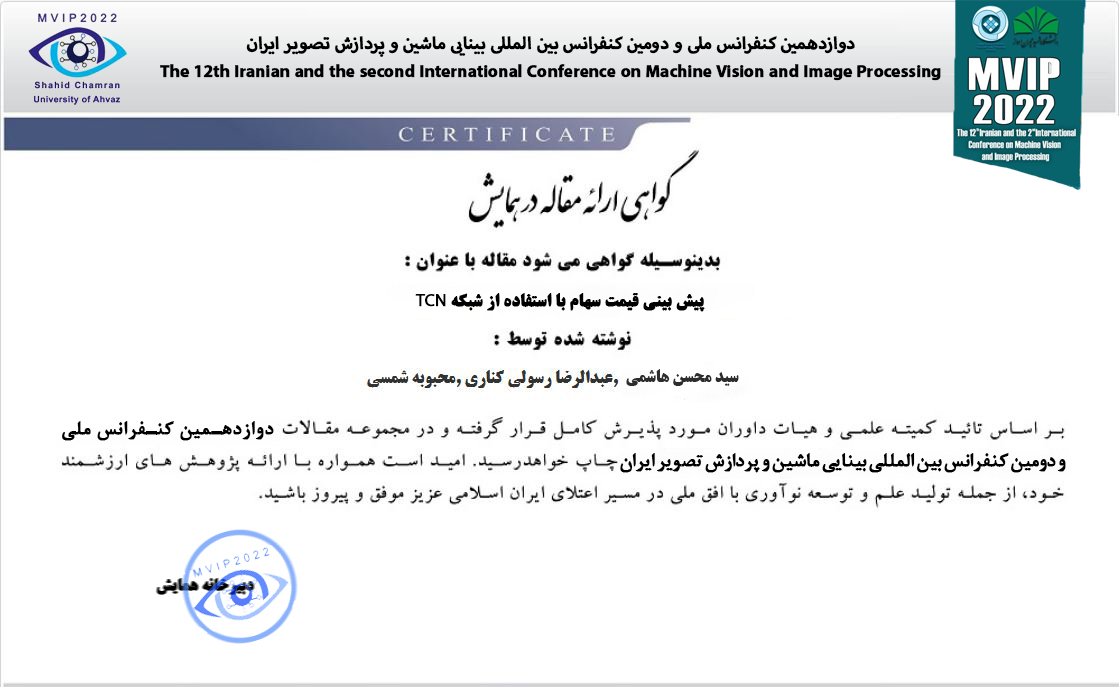 MVIP2022
Shahid Chamran
University of Ahvaz
دوازدهمین کنفرانس ملی و دومین کنفرانس بین المللی بینایی ماشین و پردازش تصویر ایران
The 12th Iranian and the second International Conference on Machine Vision and Image Processing
MVIP
2022
The 12th Iranian and the 2nd International
Conference on Machine Vision
and Image Processing
CERTIFICATE
گواهی ارائه مقاله در همایش
بدینوسیله گواهی می شود مقاله با عنوان :
پیش بینی قیمت سهام با استفاده از شبکه TCN
نوشته شده توسط :
سید محسن هاشمی ,عبدالرضا رسولی کناری ,محبوبه شمسی
بر اساس تائید کمیته علمی و هیات داوران مورد پذیرش کامل قرار گرفته و در مجموعه مقالات دوازدهمین کنفرانس ملی
و دومین کنفرانس بین المللی بینایی ماشین و پردازش تصویر ایران چاپ خواهدرسید. امید است همواره با ارائه پژوهش های ارزشمند
خود، از جمله تولید علم و توسعه نوآوری با افق ملی در مسیر اعتلای ایران اسلامی عزیز موفق و پیروز باشید.
MVIP2022
دبیرخانه همایش